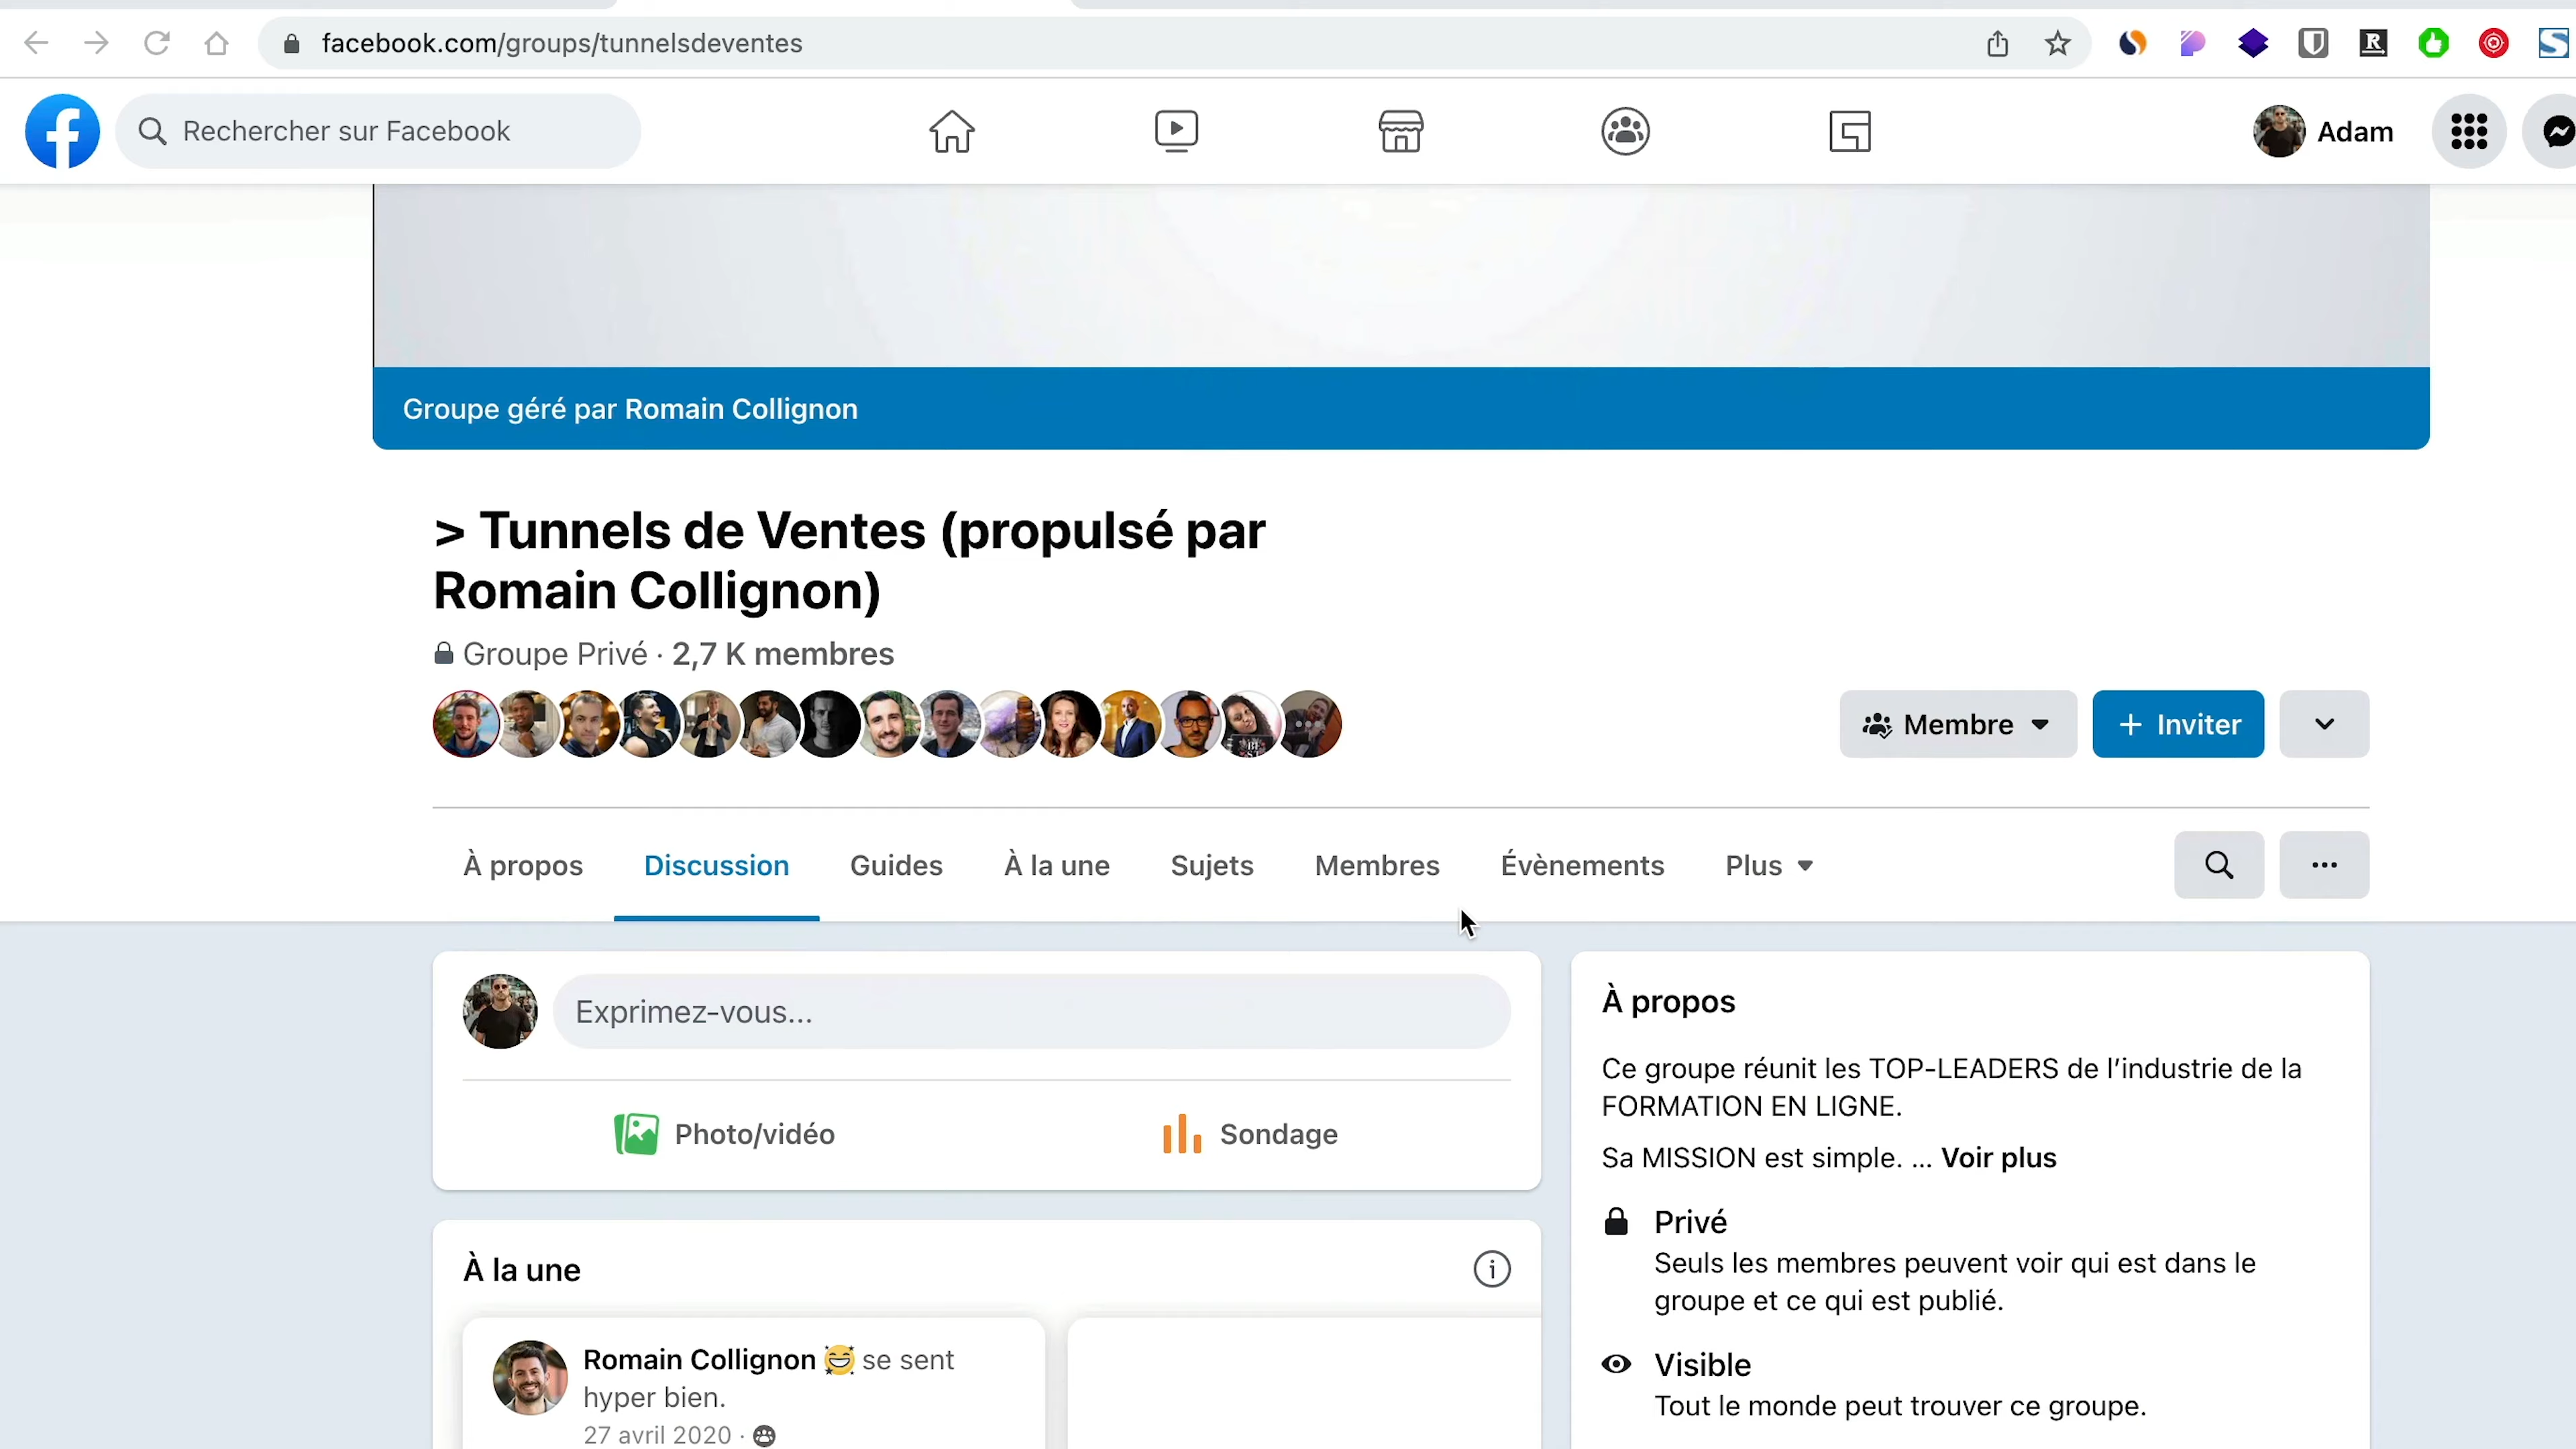 facebook.com/groups/tunnelsdeventes
Rechercher sur Facebook
Adam
Groupe géré par Romain Collignon
> Tunnels de Ventes (propulsé par
Romain Collignon)
Groupe Privé · 2,7 K membres
Membre
+ Inviter
À propos
Discussion
Guides
À la une
Sujets
Membres
Évènements
Plus
Exprimez-vous...
Photo/vidéo
Sondage
À la une
Romain Collignon 😆 se sent
hyper bien.
27 avril 2020 ·
À propos
Ce groupe réunit les TOP-LEADERS de l'industrie de la
FORMATION EN LIGNE.
Sa MISSION est simple. ... Voir plus
Privé
Seuls les membres peuvent voir qui est dans le
groupe et ce qui est publié.
Visible
Tout le monde peut trouver ce groupe.